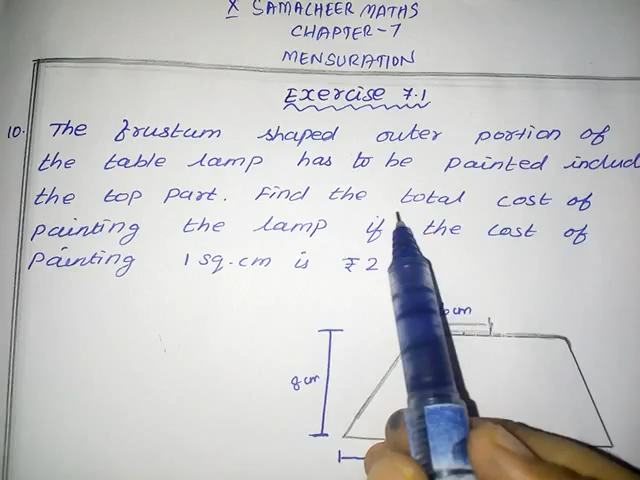 X SAMACHEER MATHS
CHAPTER-7
MENSURATION
Exercise 7.1
10. The frustum shaped outer portion of
the table lamp has to be painted includ
the top part. Find the total cost of
painting the lamp if the cost of
painting 1 sq.cm is ₹2
cm
8cm